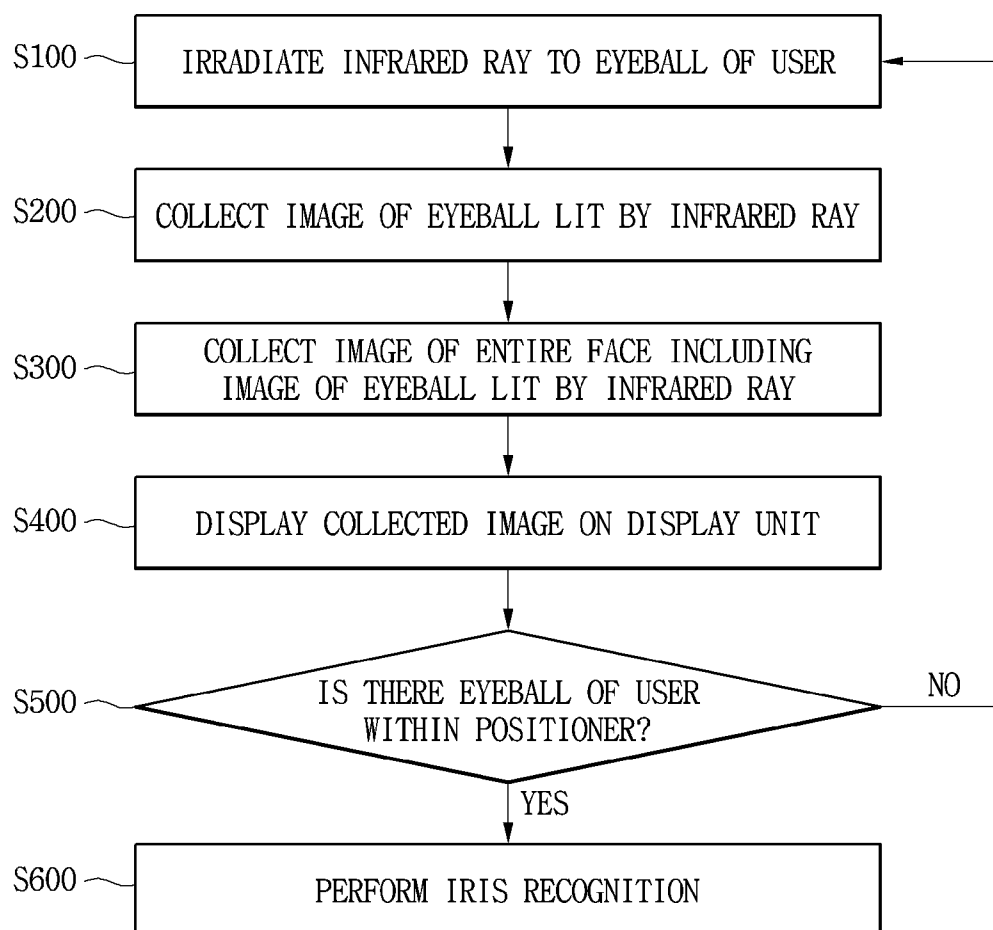 S100
IRRADIATE INFRARED RAY TO EYEBALL OF USER
S200
COLLECT IMAGE OF EYEBALL LIT BY INFRARED RAY
S300
COLLECT IMAGE OF ENTIRE FACE INCLUDING
IMAGE OF EYEBALL LIT BY INFRARED RAY
S400
DISPLAY COLLECTED IMAGE ON DISPLAY UNIT
S500
IS THERE EYEBALL OF USER
WITHIN POSITIONER?
NO
YES
S600
PERFORM IRIS RECOGNITION